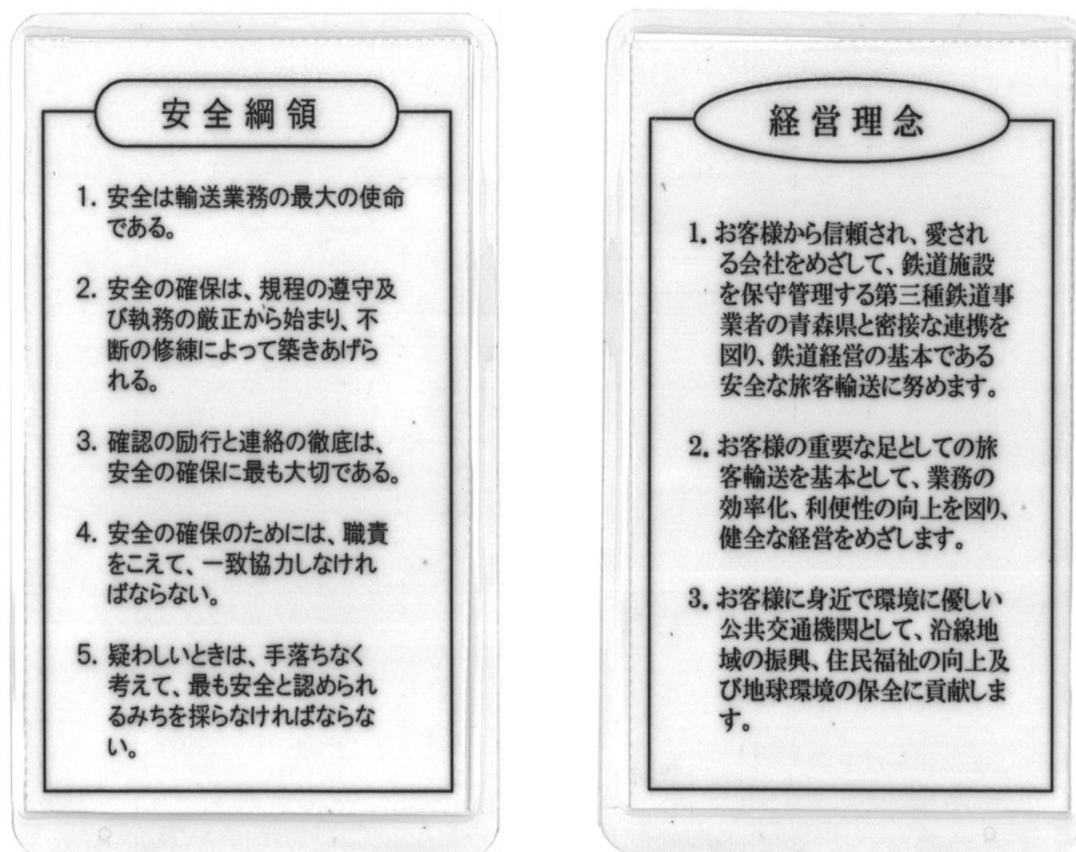 安全綱領
1. 安全は輸送業務の最大の使命
である。
2. 安全の確保は、規程の遵守及
び執務の厳正から始まり、不
断の修練によって築きあげら
れる。
3. 確認の励行と連絡の徹底は、
安全の確保に最も大切である。
4. 安全の確保のためには、職責
をこえて、一致協力しなけれ
ばならない。
5. 疑わしいときは、手落ちなく
考えて、最も安全と認められ
るみちを採らなければならな
い。
経営理念
1. お客様から信頼され、愛され
る会社をめざして、鉄道施設
を保守管理する第三種鉄道事
業者の青森県と密接な連携を
図り、鉄道経営の基本である
安全な旅客輸送に努めます。
2. お客様の重要な足としての旅
客輸送を基本として、業務の
効率化、利便性の向上を図り、
健全な経営をめざします。
3. お客様に身近で環境に優しい
公共交通機関として、沿線地
域の振興、住民福祉の向上及
び地球環境の保全に貢献しま
す。